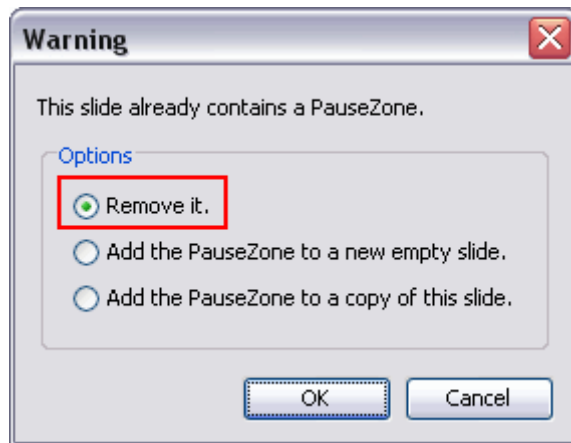 Warning
This slide already contains a PauseZone.
Options
Remove it.
Add the PauseZone to a new empty slide.
Add the PauseZone to a copy of this slide.
OK
Cancel